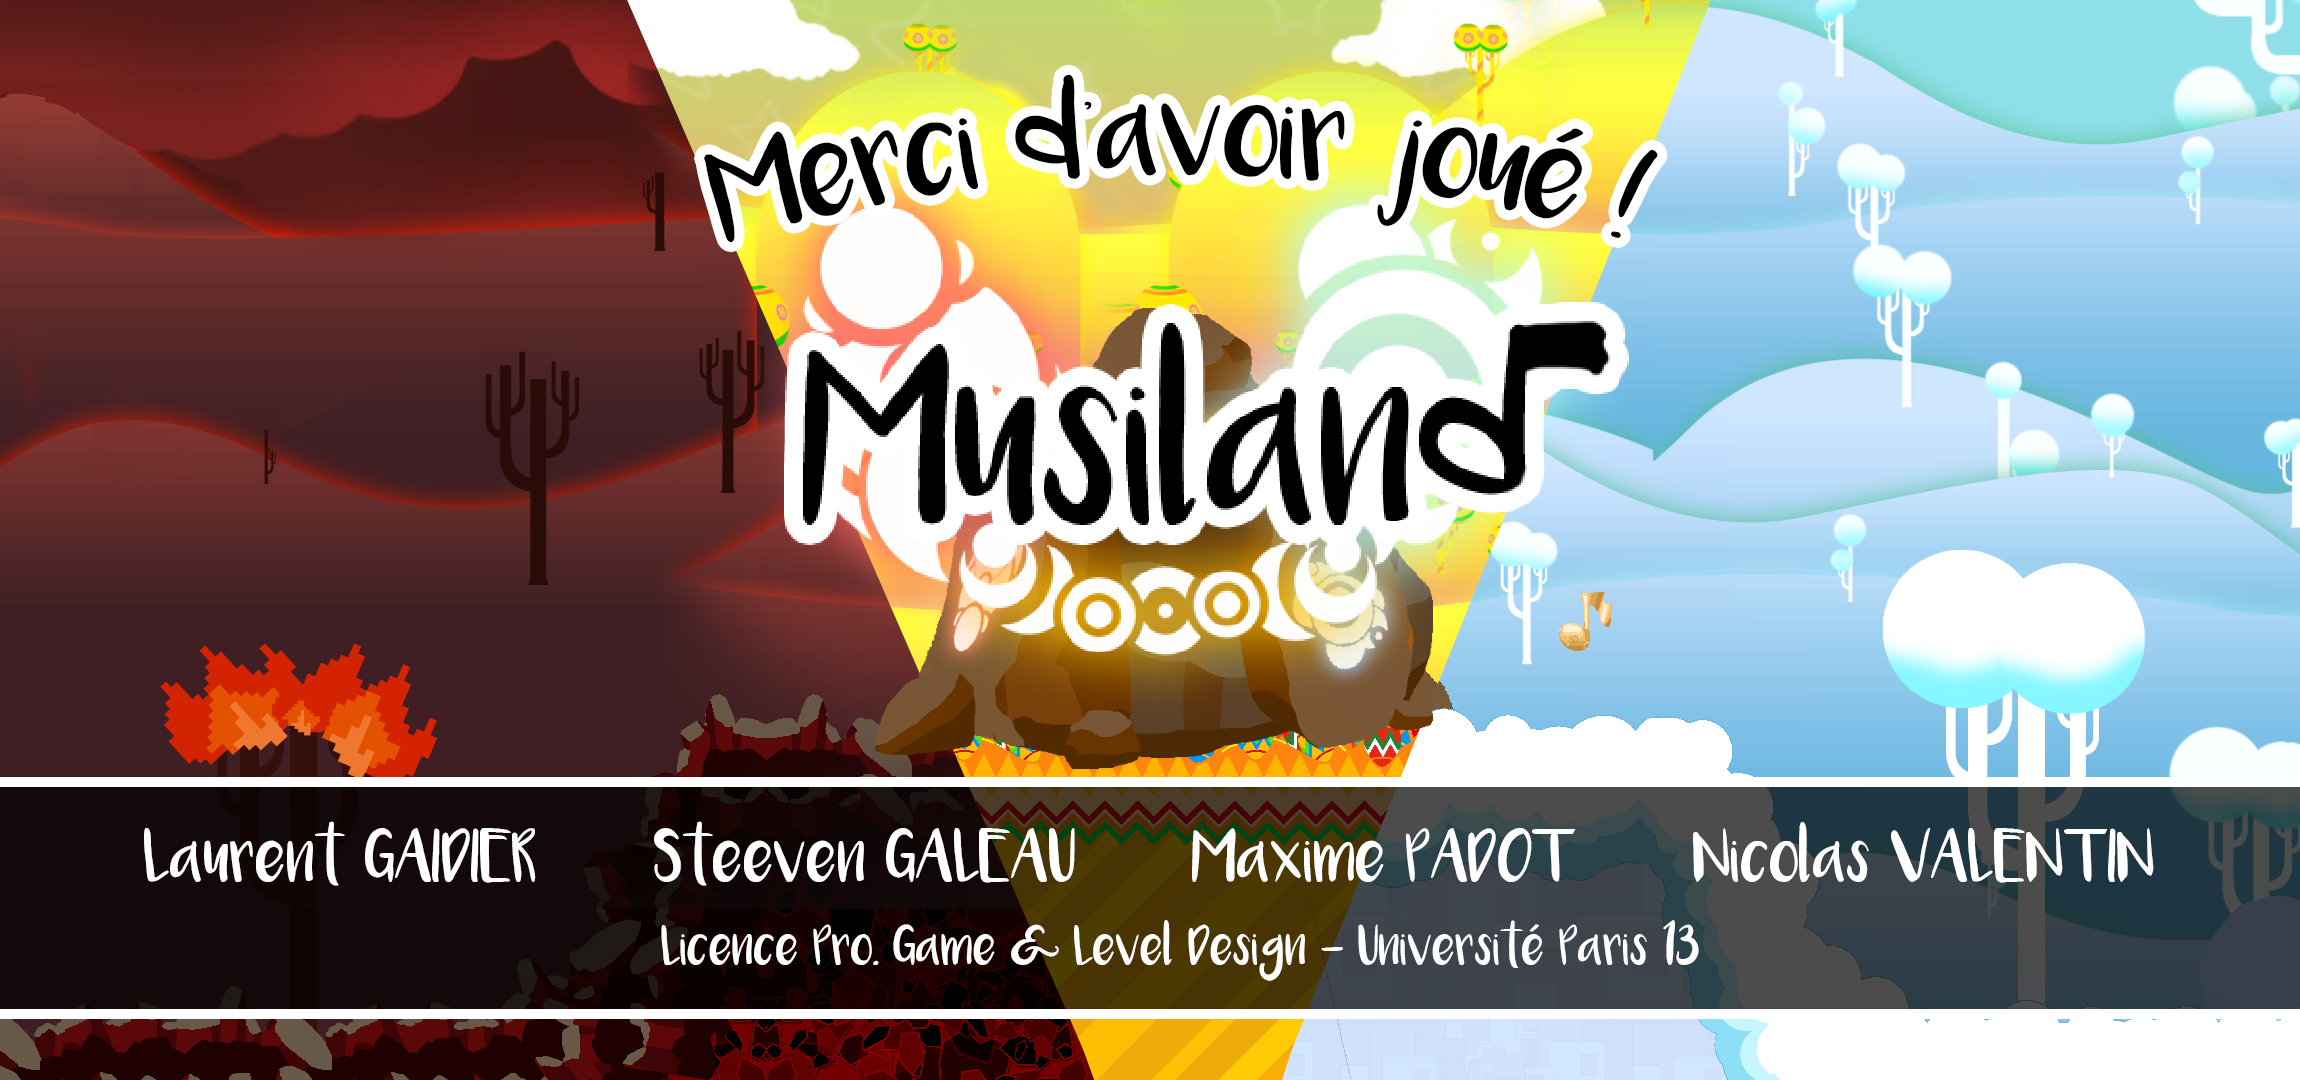 Merci d'avoir joué !
Musiland
Laurent GAIDIER Steeven GALEAU Maxime PADOT Nicolas VALENTIN
Licence Pro. Game & Level Design - Université Paris 13